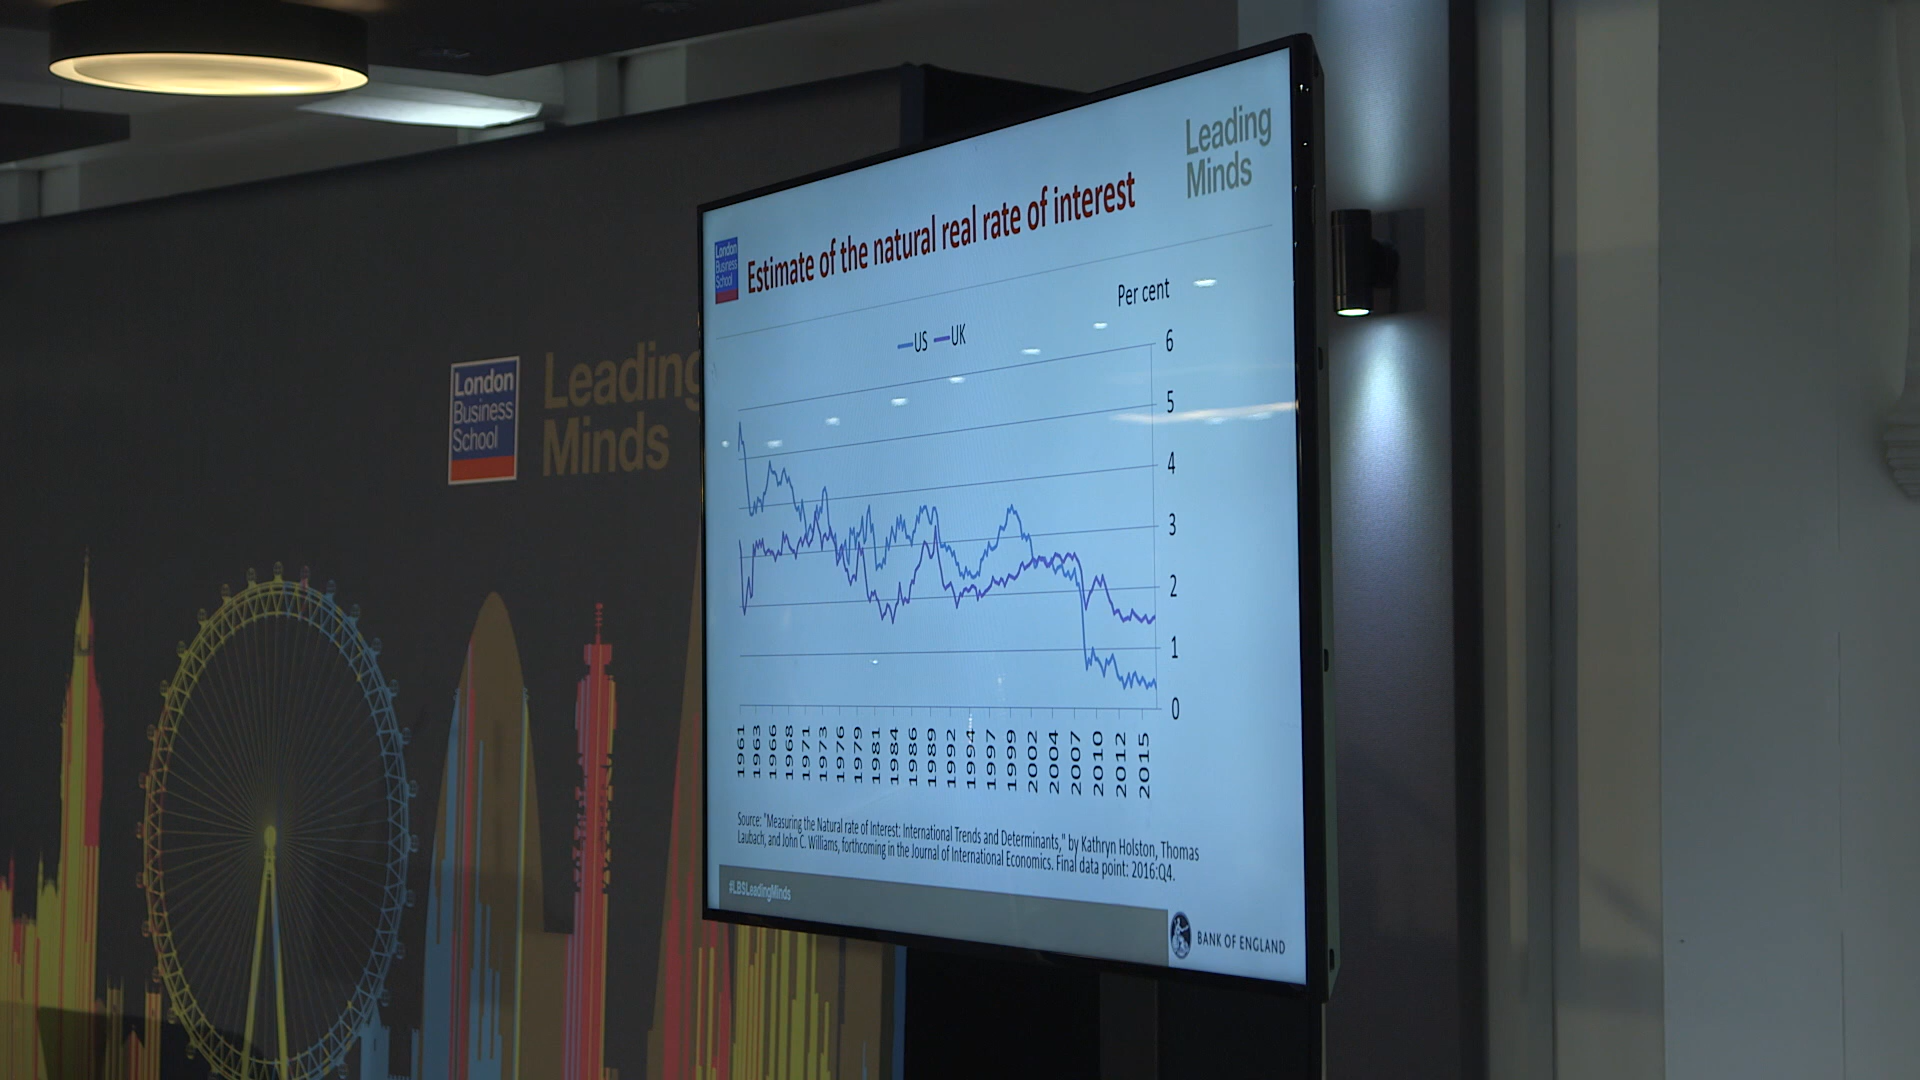 Leading
Minds
London
Business
School
Estimate of the natural real rate of interest
Per cent
US UK
6
5
4
3
2
1
0
1961 1963 1966 1968 1971 1973 1976 1979 1981 1984 1986 1989 1992 1994 1997 1999 2002 2004 2007 2010 2012 2015
Source: "Measuring the Natural rate of Interest: International Trends and Determinants," by Kathryn Holston, Thomas
Laubach, and John C. Williams, forthcoming in the Journal of International Economics. Final data point: 2016:Q4.
#LBSLeadingMinds
BANK OF ENGLAND
London
Business
School
Leading
Minds